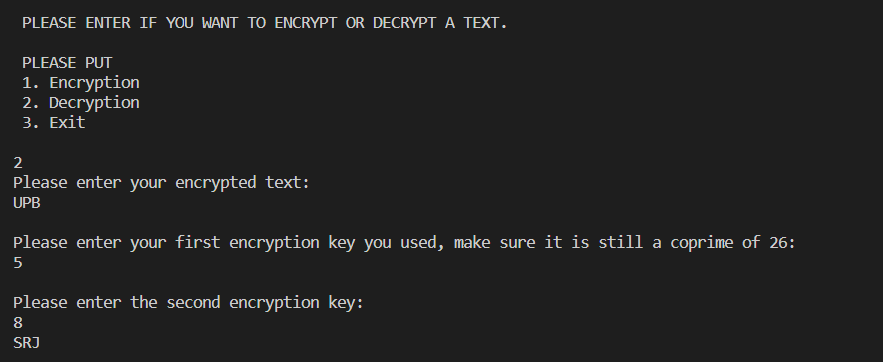 PLEASE ENTER IF YOU WANT TO ENCRYPT OR DECRYPT A TEXT.
PLEASE PUT
1. Encryption
2. Decryption
3. Exit
2
Please enter your encrypted text:
UPB
Please enter your first encryption key you used, make sure it is still a coprime of 26:
5
Please enter the second encryption key:
8
SRJ